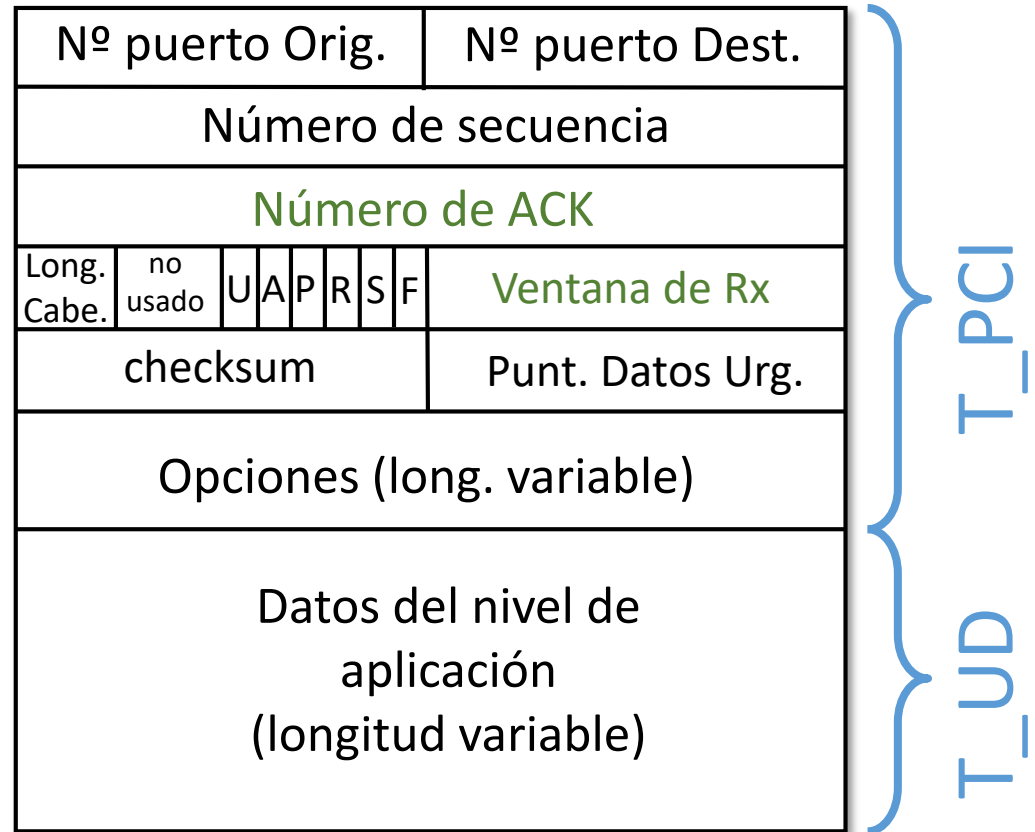 Nº puerto Orig.
Nº puerto Dest.
Número de secuencia
Número de ACK
Long.
Cabe.
no
usado
U
A
P
R
S
F
Ventana de Rx
checksum
Punt. Datos Urg.
Opciones (long. variable)
T_PCI
Datos del nivel de
aplicación
(longitud variable)
T_UD